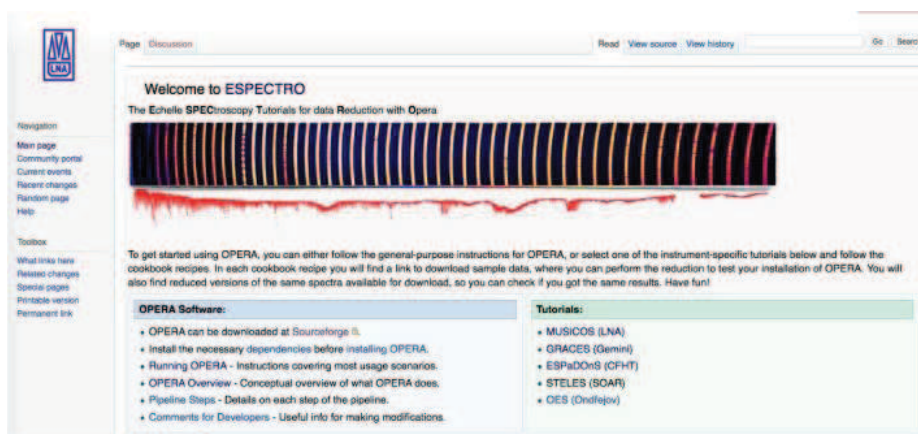 LNA
Page Discussion
Read View source View history
Go Search
Welcome to ESPECTRO
The Echelle SPECtroscopy Tutorials for data Reduction with Opera
Navigation
Main page
Community portal
Current events
Recent changes
Random page
Help
Toolbox
What links here
Related changes
Special pages
Printable version
Permanent link
To get started using OPERA, you can either follow the general-purpose instructions for OPERA, or select one of the instrument-specific tutorials below and follow the
cookbook recipes. In each cookbook recipe you will find a link to download sample data, where you can perform the reduction to test your installation of OPERA. You will
also find reduced versions of the same spectra available for download, so you can check if you got the same results. Have fun!
OPERA Software:
OPERA can be downloaded at Sourceforge.
Install the necessary dependencies before installing OPERA.
Running OPERA - Instructions covering most usage scenarios.
OPERA Overview - Conceptual overview of what OPERA does.
Pipeline Steps - Details on each step of the pipeline.
Comments for Developers - Useful info for making modifications.
Tutorials:
MUSICOS (LNA)
GRACES (Gemini)
ESPaDOnS (CFHT)
STELES (SOAR)
OES (Ondřejov)